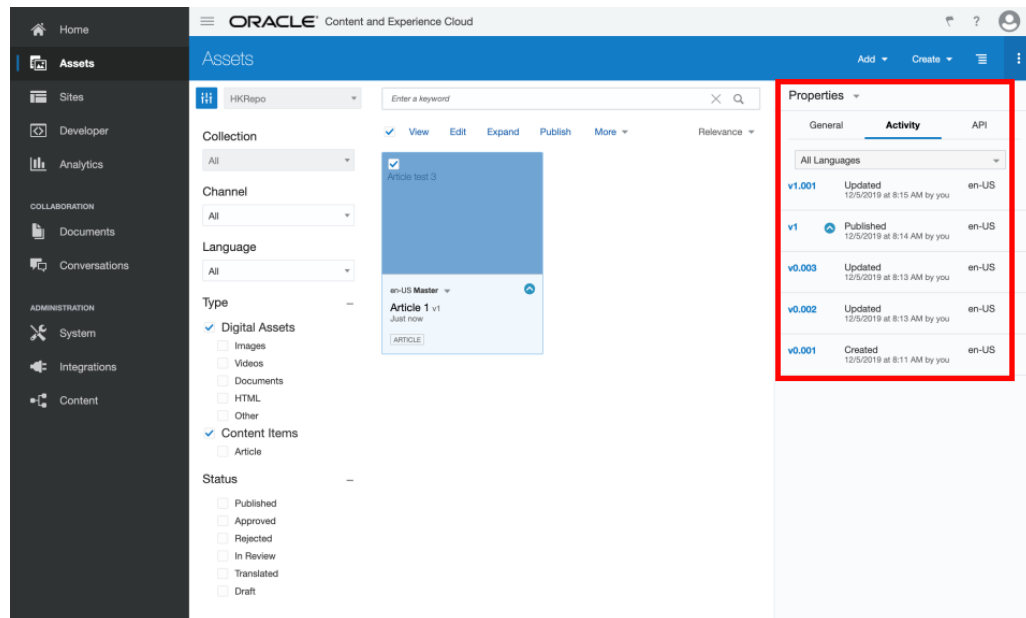 Home
Assets
Sites
Developer
Analytics
COLLABORATION
Documents
Conversations
ADMINISTRATION
System
Integrations
Content
ORACLE® Content and Experience Cloud
?
Assets
Add
Create
HKRepo
Enter a keyword
Collection
All
Channel
All
Language
All
Type
Digital Assets
Images
Videos
Documents
HTML
Other
Content Items
Article
Status
Published
Approved
Rejected
In Review
Translated
Draft
View Edit Expand Publish More Relevance
Article test 3
en-US Master
Article 1 v1
Just now
ARTICLE
Properties
General Activity API
All Languages
v1.001 Updated en-US
12/5/2019 at 8:15 AM by you
v1 Published en-US
12/5/2019 at 8:14 AM by you
v0.003 Updated en-US
12/5/2019 at 8:13 AM by you
v0.002 Updated en-US
12/5/2019 at 8:13 AM by you
v0.001 Created en-US
12/5/2019 at 8:11 AM by you